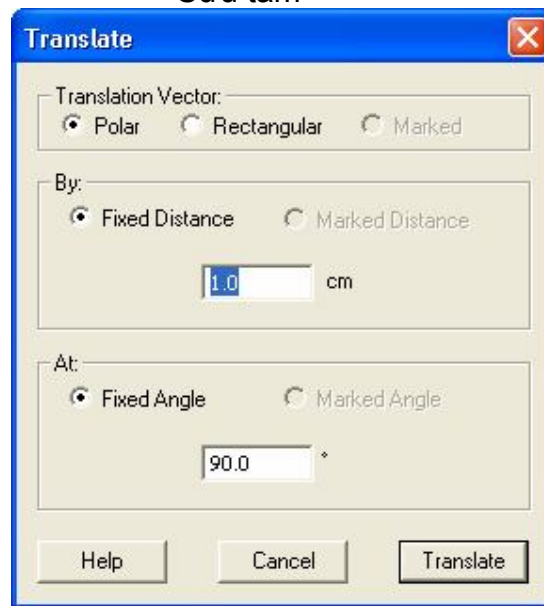 Translate
Translation Vector:
Polar Rectangular Marked
By:
Fixed Distance Marked Distance
1.0 cm
At:
Fixed Angle Marked Angle
90.0 °
Help Cancel Translate